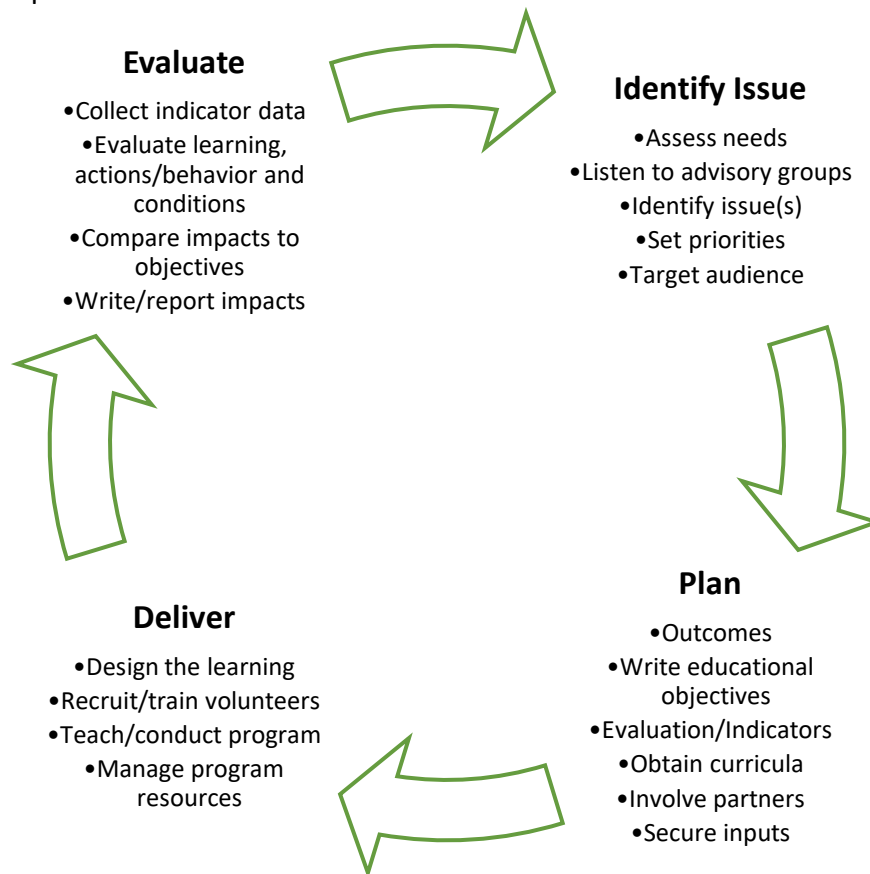 Evaluate
•Collect indicator data
•Evaluate learning,
actions/behavior and
conditions
•Compare impacts to
objectives
•Write/report impacts
Identify Issue
•Assess needs
•Listen to advisory groups
•Identify issue(s)
•Set priorities
•Target audience
Plan
•Outcomes
•Write educational
objectives
•Evaluation/Indicators
•Obtain curricula
•Involve partners
•Secure inputs
Deliver
•Design the learning
•Recruit/train volunteers
•Teach/conduct program
•Manage program
resources